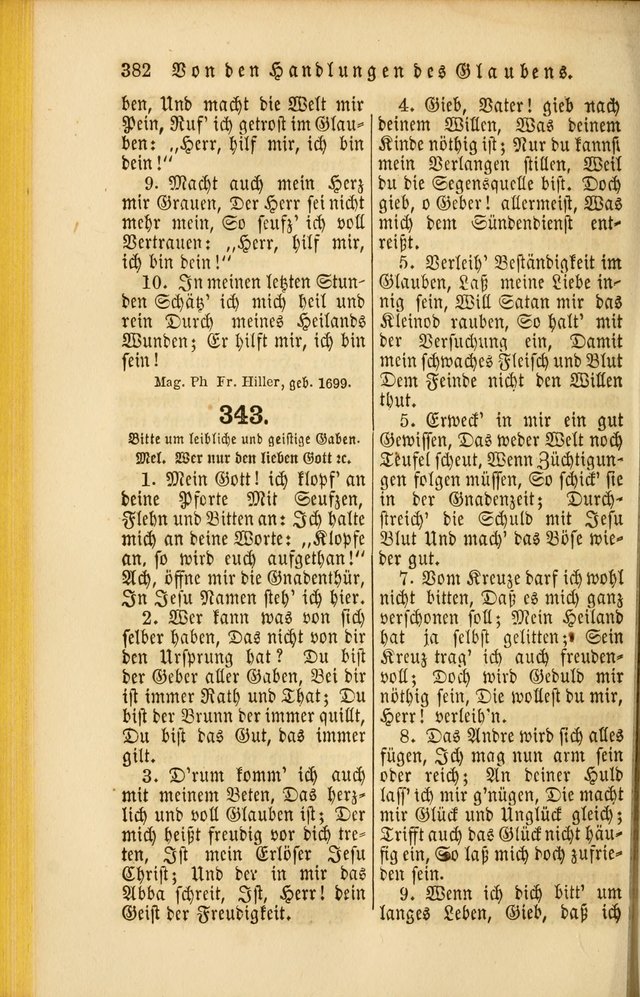 382 Von den Handlungen des Glaubens.
ben, Und macht die Welt mir
Pein, Ruf' ich getrost im Glau-
ben: „Herr, hilf mir, ich bin
dein!"
9. Macht auch mein Herz
mir Grauen, Der Herr sei nicht
mehr mein, So seufz' ich voll
Vertrauen: „Herr, hilf mir,
ich bin dein!"
10. In meinen letzten Stun-
den Schätz' ich mich heil und
rein Durch meines Heilands
Wunden; Er hilft mir, ich bin
sein!
Mag. Ph Fr. Hiller, geb. 1699.
343.
Bitte um leibliche und geistige Gaben.
Mel. Wer nur den lieben Gott ꝛc.
1. Mein Gott! ich klopf' an
deine Pforte Mit Seufzen,
Flehn und Bitten an: Ich halte
mich an deine Worte: „Klopfe
an, so wird euch aufgethan!"
Ach, öffne mir die Gnadenthür,
In Jesu Namen steh' ich hier.
2. Wer kann was von sich
selber haben, Das nicht von dir
den Ursprung hat? Du bist
der Geber aller Gaben, Bei dir
ist immer Rath und That; Du
bist der Brunn der immer quillt,
Du bist das Gut, das immer
gilt.
3. D'rum komm' ich auch
mit meinem Beten, Das herz-
lich und voll Glauben ist; Der
mich heißt freudig vor dich tre-
ten, Ist mein Erlöser Jesu
Christ; Und der in mir das
Abba schreit, Ist, Herr! dein
Geist der Freudigkeit.
4. Gieb, Vater! gieb nach
deinem Willen, Was deinem
Kinde nöthig ist; Nur du kannst
mein Verlangen stillen, Weil
du die Segensquelle bist. Doch
gieb, o Geber! allermeist, Was
mich dem Sündendienst ent-
reißt.
5. Verleih' Beständigkeit im
Glauben, Laß meine Liebe in-
nig sein, Will Satan mir das
Kleinod rauben, So halt' mit
der Versuchung ein, Damit
mein schwaches Fleisch und Blut
Dem Feinde nicht den Willen
thut.
5. Erweck' in mir ein gut
Gewissen, Das weder Welt noch
Teufel scheut, Wenn Züchtigun-
gen folgen müssen, So schick' sie
in der Gnadenzeit; Durch-
streich' die Schuld mit Jesu
Blut Und mach' das Böse wie-
der gut.
7. Vom Kreuze darf ich wohl
nicht bitten, Daß es mich ganz
verschonen soll; Mein Heiland
hat ja selbst gelitten; Sein
Kreuz trag' ich auch freuden-
voll; Doch wird Geduld mir
nöthig sein, Die wollest du mir,
Herr! verleih'n.
8. Das Andre wird sich alles
fügen, Ich mag nun arm sein
oder reich; An deiner Huld
lass' ich mir g'nügen, Die macht
mir Glück und Unglück gleich;
Trifft auch das Glück nicht häu-
fig ein, So laß mich doch zufrie-
den sein.
9. Wenn ich dich bitt' um
langes Leben, Gieb, daß ich